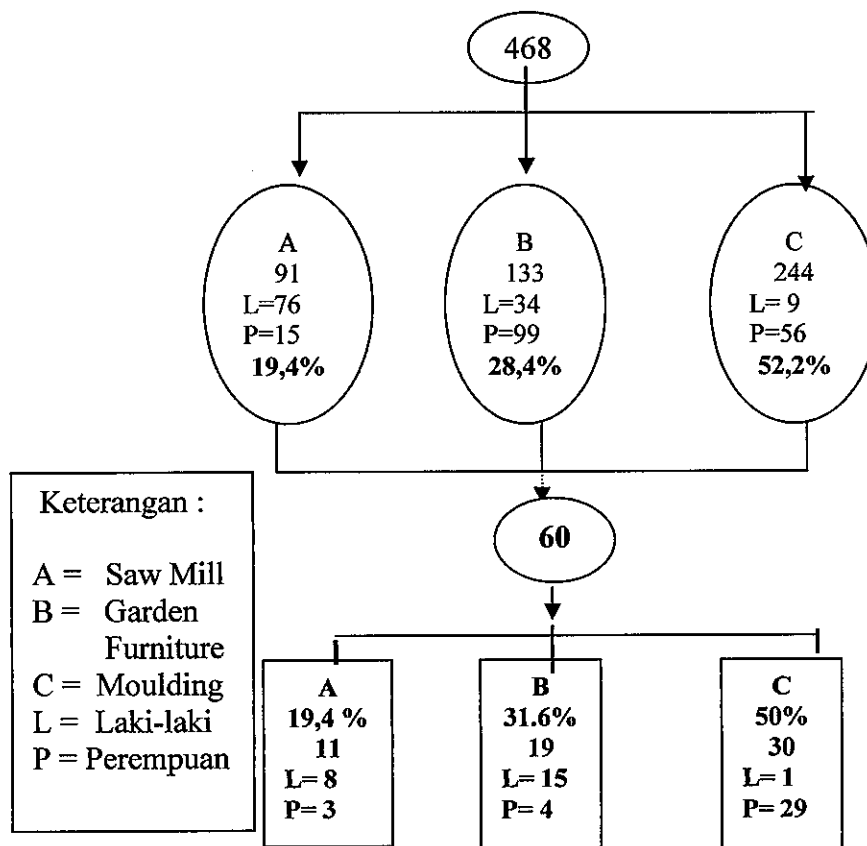 468
A
91
L=76
P=15
19,4%
B
133
L=34
P=99
28,4%
C
244
L= 9
P=56
52,2%
60
Keterangan :
A = Saw Mill
B = Garden
Furniture
C = Moulding
L = Laki-laki
P = Perempuan
A
19,4 %
11
L= 8
P= 3
B
31.6%
19
L= 15
P= 4
C
50%
30
L= 1
P= 29